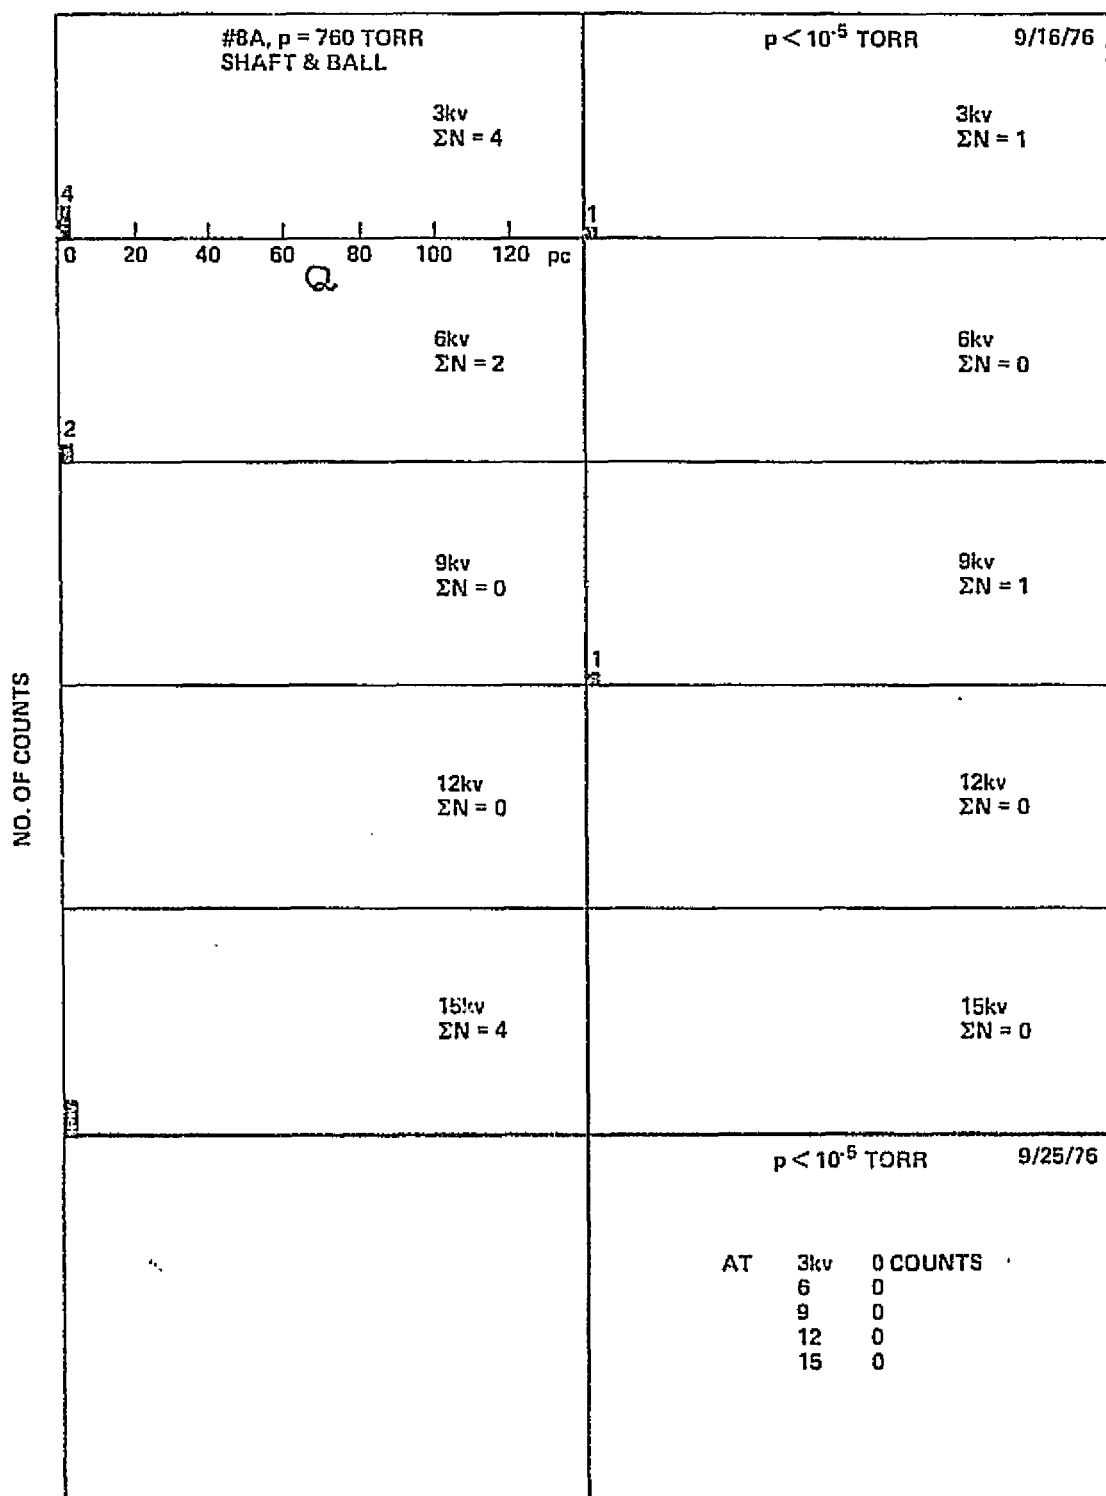 #8A, p = 760 TORR
SHAFT & BALL
3kv
ΣN = 4
4
0 20 40 60 80 100 120 pc
Q
6kv
ΣN = 2
2
9kv
ΣN = 0
12kv
ΣN = 0
15kv
ΣN = 4
NO. OF COUNTS
p < 10⁻⁵ TORR 9/16/76
3kv
ΣN = 1
1
6kv
ΣN = 0
9kv
ΣN = 1
1
12kv
ΣN = 0
15kv
ΣN = 0
p < 10⁻⁵ TORR 9/25/76
AT 3kv 0 COUNTS
6 0
9 0
12 0
15 0